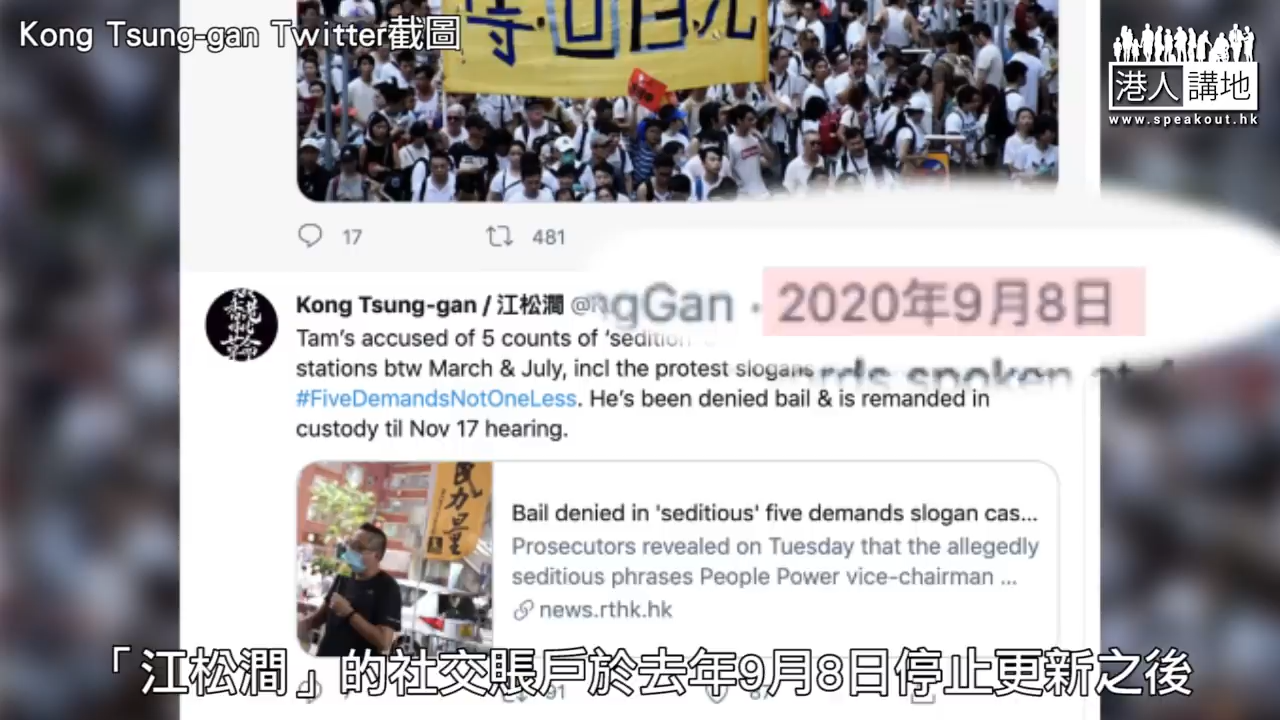 Kong Tsung-gan Twitter截圖
港人講地
www.speakout.hk
17
481
Kong Tsung-gan / 江松澗
ngGan · 2020年9月8日
Tam's accused of 5 counts of 'sedition
stations btw March & July, incl the protest slogans
rds spoken at
#FiveDemandsNotOneLess. He's been denied bail & is remanded in
custody til Nov 17 hearing.
民力量
Bail denied in 'seditious' five demands slogan cas...
Prosecutors revealed on Tuesday that the allegedly
seditious phrases People Power vice-chairman ...
news.rthk.hk
「江松澗」的社交賬戶於去年9月8日停止更新之後